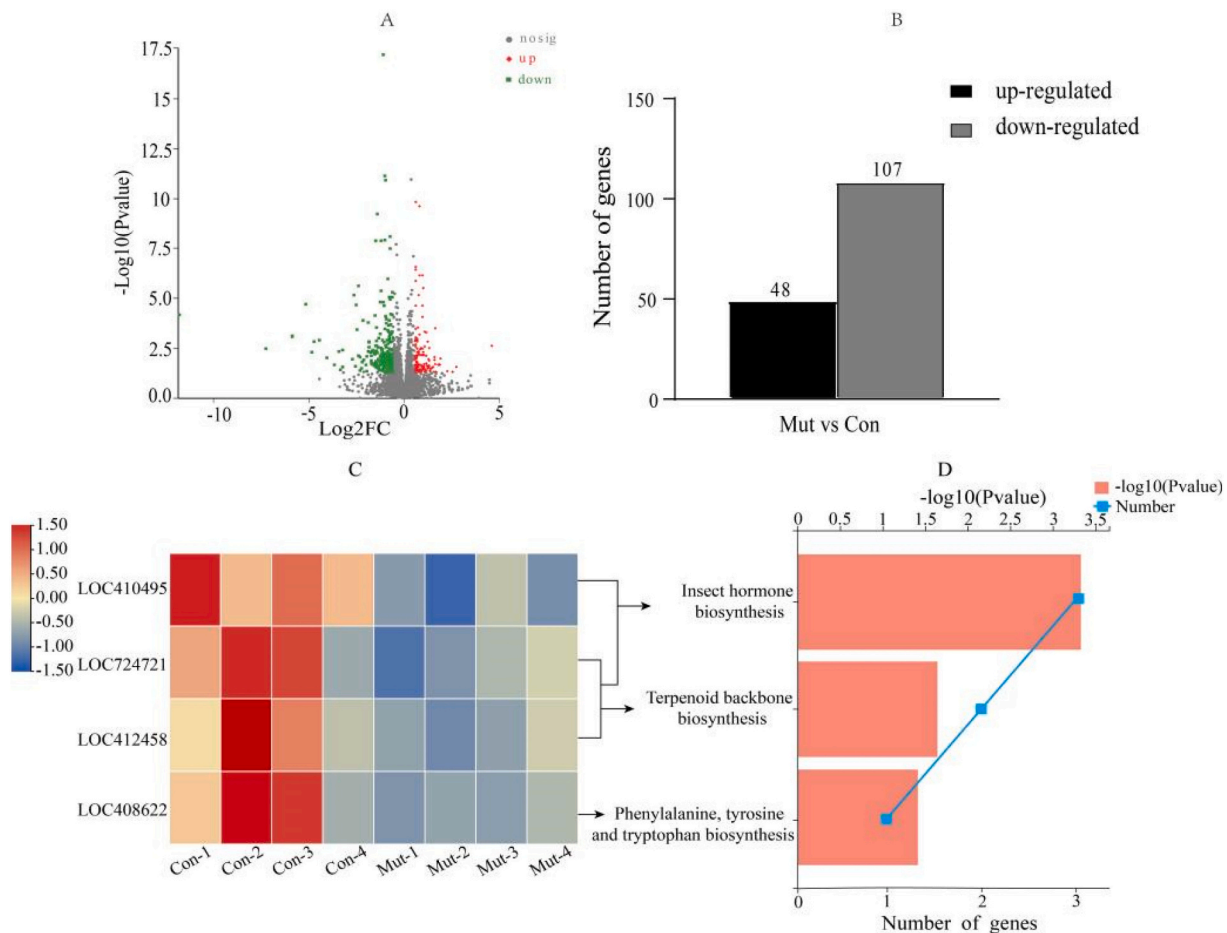 A
nosig
up
down
17.5
15
12.5
10
7.5
5.0
2.5
0.0
-Log10(Pvalue)
-10
-5
0
5
Log2FC
B
up-regulated
down-regulated
150
100
50
0
Number of genes
48
107
Mut vs Con
C
1.50
1.00
0.50
0.00
-0.50
-1.00
-1.50
LOC410495
LOC724721
LOC412458
LOC408622
Con-1
Con-2
Con-3
Con-4
Mut-1
Mut-2
Mut-3
Mut-4
Insect hormone
biosynthesis
Terpenoid backbone
biosynthesis
Phenylalanine, tyrosine
and tryptophan biosynthesis
D
-log10(Pvalue)
-log10(Pvalue)
Number
0 0.5 1 1.5 2 2.5 3 3.5
0 1 2 3
Number of genes